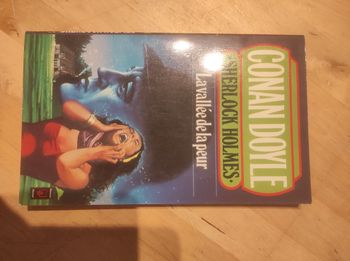 CONAN DOYLE
SHERLOCK HOLMES
La vallée de la peur